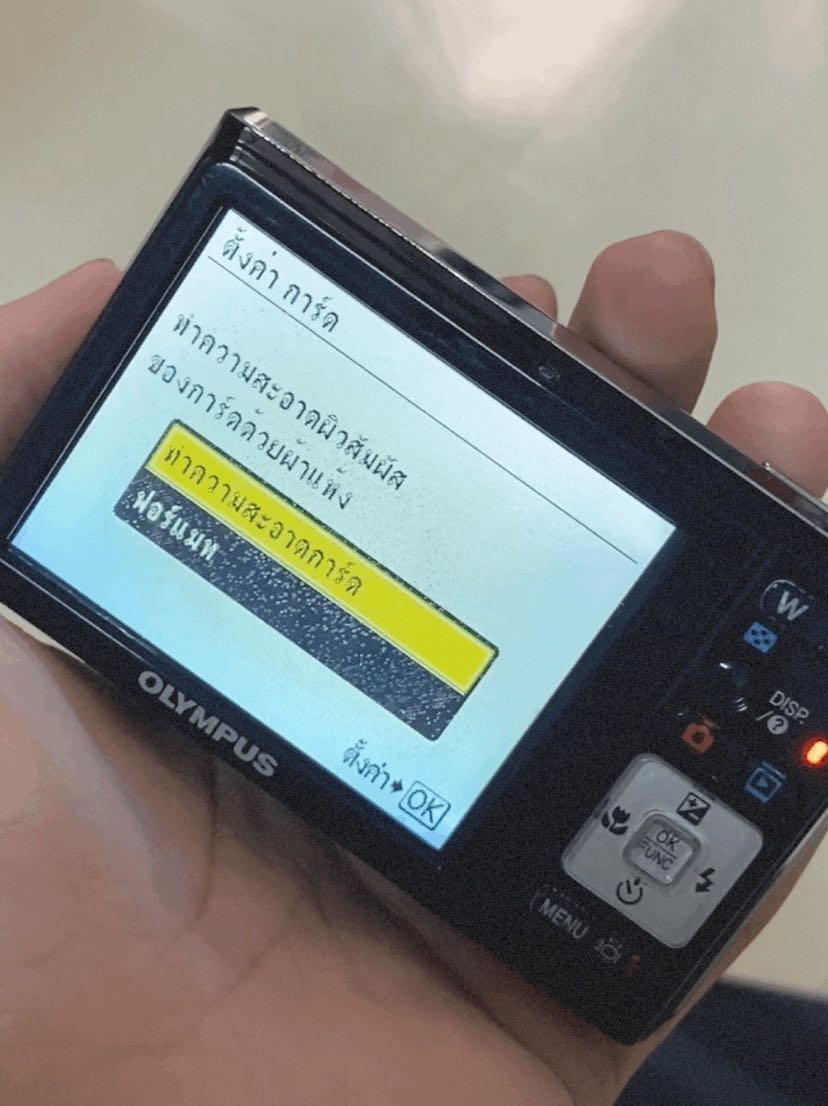 ตั้งค่า การ์ด
ทำความสะอาดผิวสัมผัส
ของการ์ดด้วยผ้าแห้ง
ทำความสะอาดการ์ด
ฟอร์แมท
ตั้งค่า➧OK
OLYMPUS
W
DISP.
/?
OK
FUNC
MENU